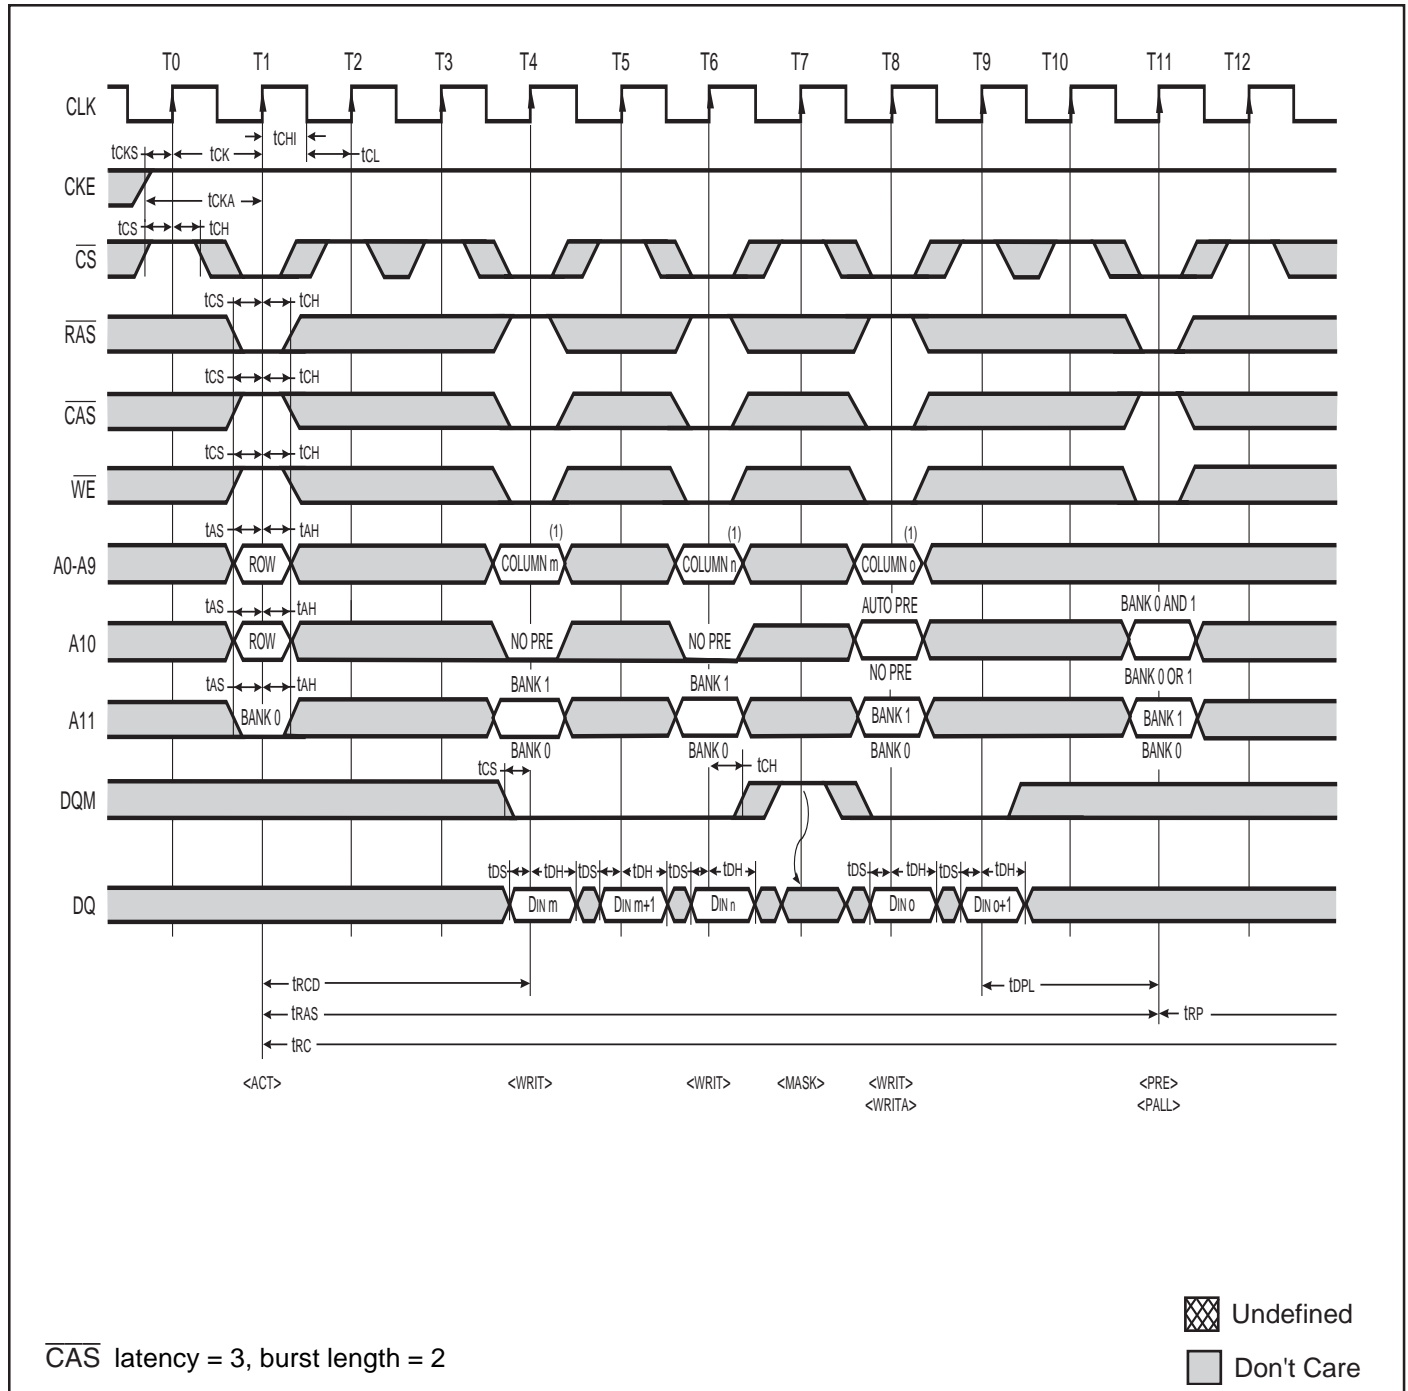 T0 T1 T2 T3 T4 T5 T6 T7 T8 T9 T10 T11 T12
CLK
tCHI
tCKS tCK tCL
CKE
tCKA
tCS tCH
CS
tCS tCH
RAS
tCS tCH
CAS
tCS tCH
WE
tAS tAH (1) (1) (1)
A0-A9 ROW COLUMN m COLUMN n COLUMN o
tAS tAH AUTO PRE BANK 0 AND 1
A10 ROW NO PRE NO PRE
NO PRE BANK 0 OR 1
tAS tAH BANK 1 BANK 1
A11 BANK 0 BANK 1 BANK 1
BANK 0 BANK 0 BANK 0 BANK 0
tCS tCH
DQM
tDS tDH tDS tDH tDS tDH tDS tDH tDS tDH
DQ DIN m DIN m+1 DIN n DIN o DIN o+1
tRCD tDPL
tRAS tRP
tRC
<ACT> <WRIT> <WRIT> <MASK> <WRIT> <PRE>
<WRITA> <PALL>
Undefined
CAS latency = 3, burst length = 2
Don't Care